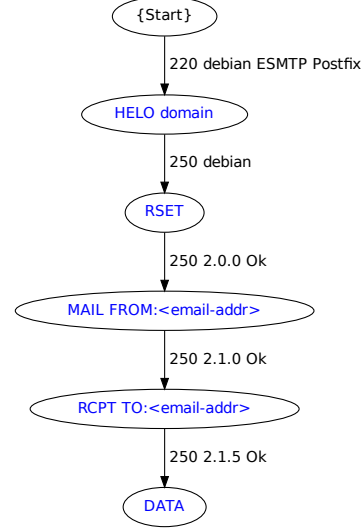 {Start}
220 debian ESMTP Postfix
HELO domain
250 debian
RSET
250 2.0.0 Ok
MAIL FROM:<email-addr>
250 2.1.0 Ok
RCPT TO:<email-addr>
250 2.1.5 Ok
DATA